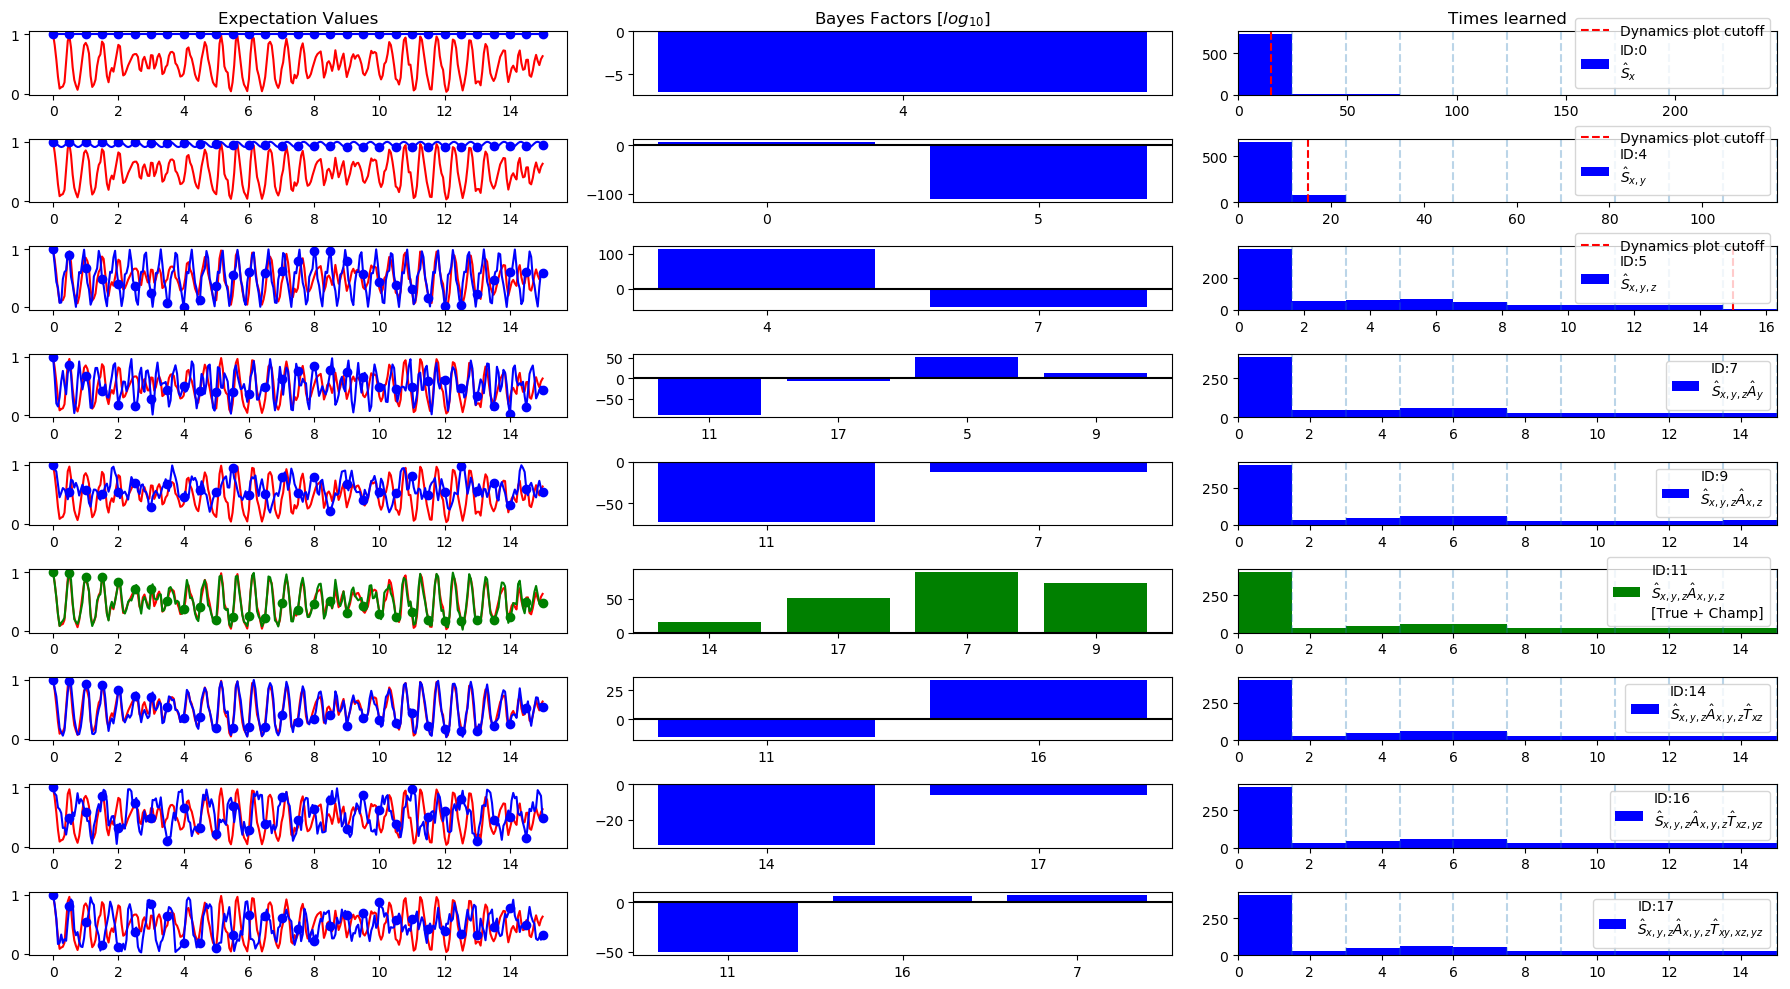 Expectation Values Bayes Factors [log₁₀] Times learned
1
0
0 2 4 6 8 10 12 14
0
−5
4
500
0
0 50 100 150 200
Dynamics plot cutoff
ID:0
Ŝx
1
0
0 2 4 6 8 10 12 14
0
−100
0 5
500
0
0 20 40 60 80 100
Dynamics plot cutoff
ID:4
Ŝx,y
1
0
0 2 4 6 8 10 12 14
100
0
4 7
200
0
0 2 4 6 8 10 12 14 16
Dynamics plot cutoff
ID:5
Ŝx,y,z
1
0
0 2 4 6 8 10 12 14
50
0
−50
11 17 5 9
250
0
0 2 4 6 8 10 12 14
ID:7
Ŝx,y,zÂy
1
0
0 2 4 6 8 10 12 14
0
−50
11 7
250
0
0 2 4 6 8 10 12 14
ID:9
Ŝx,y,zÂx,z
1
0
0 2 4 6 8 10 12 14
50
0
14 17 7 9
250
0
0 2 4 6 8 10 12 14
ID:11
Ŝx,y,zÂx,y,z
[True + Champ]
1
0
0 2 4 6 8 10 12 14
25
0
11 16
250
0
0 2 4 6 8 10 12 14
ID:14
Ŝx,y,zÂx,y,zT̂xz
1
0
0 2 4 6 8 10 12 14
0
−20
14 17
250
0
0 2 4 6 8 10 12 14
ID:16
Ŝx,y,zÂx,y,zT̂xz,yz
1
0
0 2 4 6 8 10 12 14
0
−50
11 16 7
250
0
0 2 4 6 8 10 12 14
ID:17
Ŝx,y,zÂx,y,zT̂xy,xz,yz